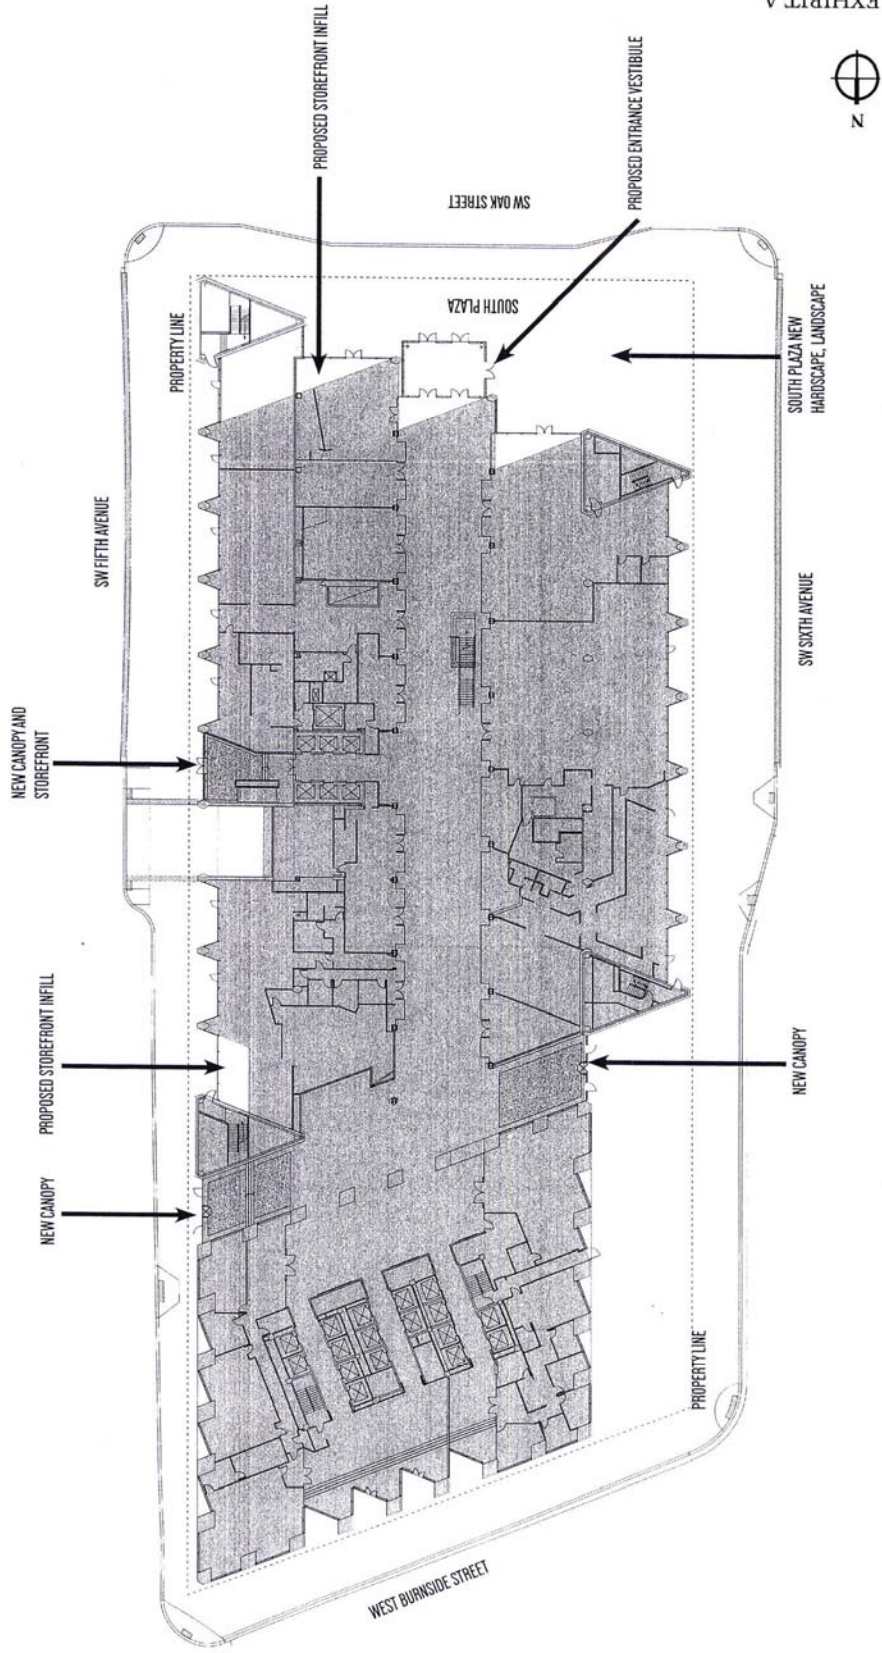 EXHIBIT A
N
PROPOSED STOREFRONT INFILL
PROPOSED ENTRANCE VESTIBULE
SW OAK STREET
SOUTH PLAZA
PROPERTY LINE
SOUTH PLAZA NEW
HARDSCAPE, LANDSCAPE
SW FIFTH AVENUE
SW SIXTH AVENUE
NEW CANOPY AND
STOREFRONT
PROPOSED STOREFRONT INFILL
NEW CANOPY
NEW CANOPY
PROPERTY LINE
WEST BURNSIDE STREET